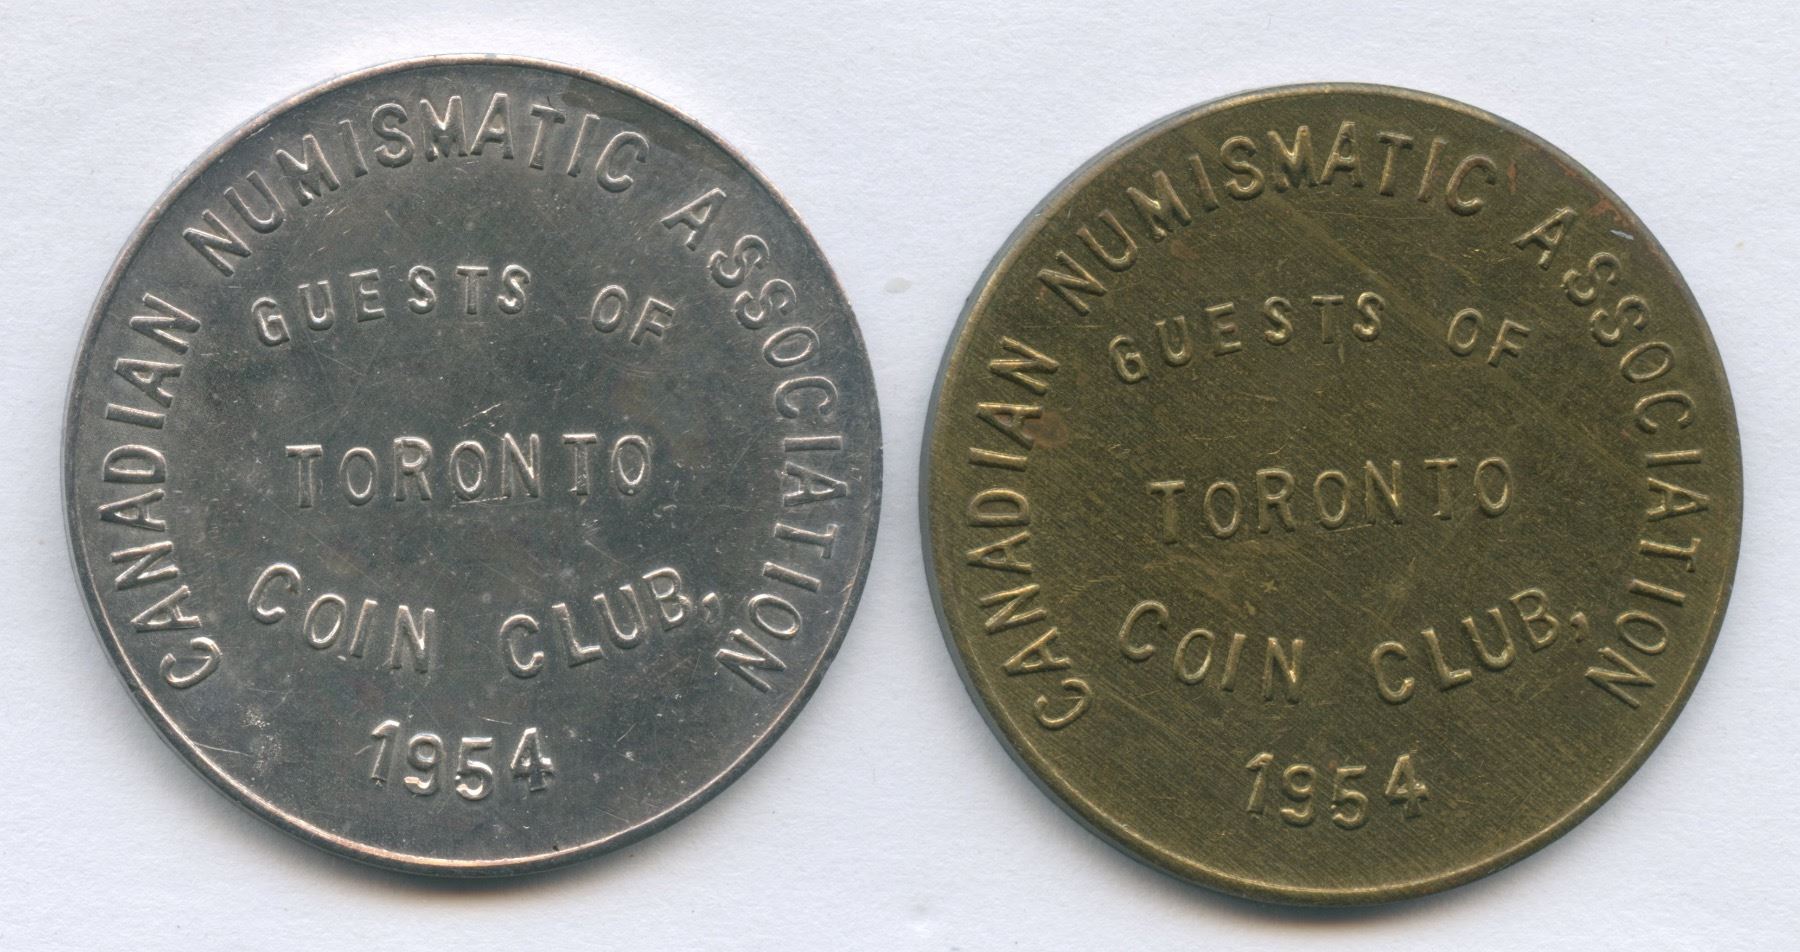 CANADIAN NUMISMATIC ASSOCIATION
GUESTS OF
TORONTO
COIN CLUB,
1954
CANADIAN NUMISMATIC ASSOCIATION
GUESTS OF
TORONTO
COIN CLUB,
1954